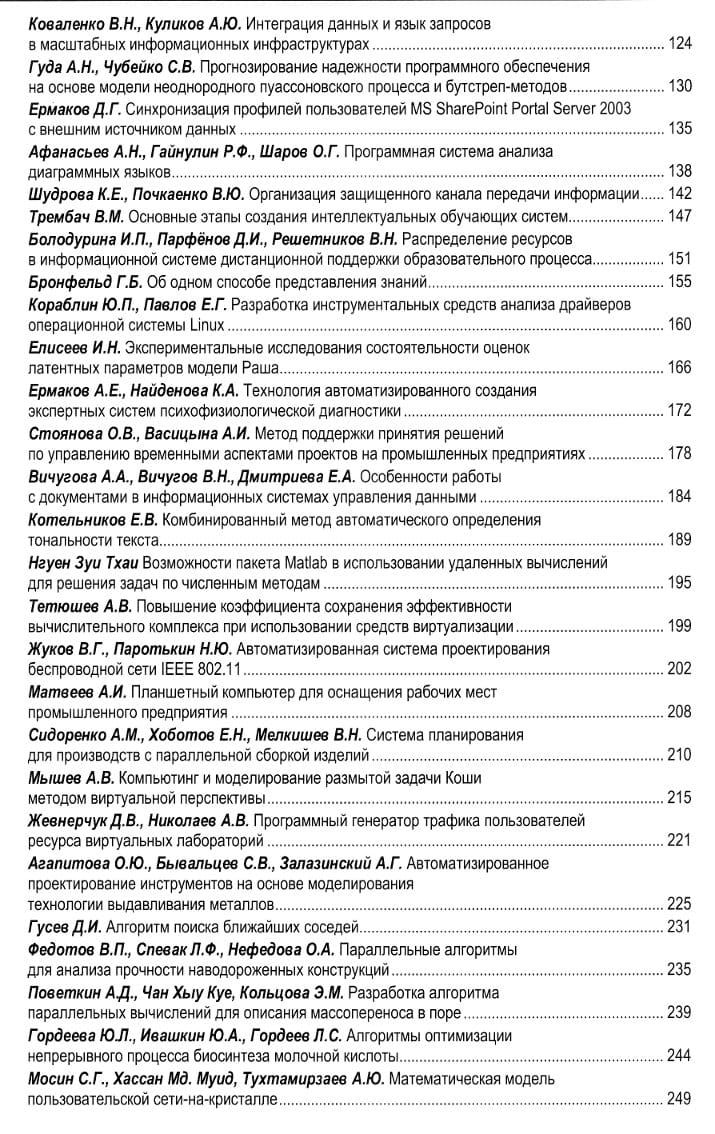 Коваленко В.Н., Куликов А.Ю. Интеграция данных и язык запросов
в масштабных информационных инфраструктурах ... 124
Гуда А.Н., Чубейко С.В. Прогнозирование надежности программного обеспечения
на основе модели неоднородного пуассоновского процесса и бутстреп-методов ... 130
Ермаков Д.Г. Синхронизация профилей пользователей MS SharePoint Portal Server 2003
с внешним источником данных ... 135
Афанасьев А.Н., Гайнулин Р.Ф., Шаров О.Г. Программная система анализа
диаграммных языков ... 138
Шудрова К.Е., Почкаенко В.Ю. Организация защищенного канала передачи информации ... 142
Трембач В.М. Основные этапы создания интеллектуальных обучающих систем ... 147
Болодурина И.П., Парфёнов Д.И., Решетников В.Н. Распределение ресурсов
в информационной системе дистанционной поддержки образовательного процесса ... 151
Бронфельд Г.Б. Об одном способе представления знаний ... 155
Кораблин Ю.П., Павлов Е.Г. Разработка инструментальных средств анализа драйверов
операционной системы Linux ... 160
Елисеев И.Н. Экспериментальные исследования состоятельности оценок
латентных параметров модели Раша ... 166
Ермаков А.Е., Найденова К.А. Технология автоматизированного создания
экспертных систем психофизиологической диагностики ... 172
Стоянова О.В., Васицына А.И. Метод поддержки принятия решений
по управлению временными аспектами проектов на промышленных предприятиях ... 178
Вичугова А.А., Вичугов В.Н., Дмитриева Е.А. Особенности работы
с документами в информационных системах управления данными ... 184
Котельников Е.В. Комбинированный метод автоматического определения
тональности текста ... 189
Нгуен Зуи Тхаи Возможности пакета Matlab в использовании удаленных вычислений
для решения задач по численным методам ... 195
Тетюшев А.В. Повышение коэффициента сохранения эффективности
вычислительного комплекса при использовании средств виртуализации ... 199
Жуков В.Г., Паротькин Н.Ю. Автоматизированная система проектирования
беспроводной сети IEEE 802.11 ... 202
Матвеев А.И. Планшетный компьютер для оснащения рабочих мест
промышленного предприятия ... 208
Сидоренко А.М., Хоботов Е.Н., Мелкишев В.Н. Система планирования
для производств с параллельной сборкой изделий ... 210
Мышев А.В. Компьютинг и моделирование размытой задачи Коши
методом виртуальной перспективы ... 215
Жевнерчук Д.В., Николаев А.В. Программный генератор трафика пользователей
ресурса виртуальных лабораторий ... 221
Агапитова О.Ю., Бывальцев С.В., Залазинский А.Г. Автоматизированное
проектирование инструментов на основе моделирования
технологии выдавливания металлов ... 225
Гусев Д.И. Алгоритм поиска ближайших соседей ... 231
Федотов В.П., Спевак Л.Ф., Нефедова О.А. Параллельные алгоритмы
для анализа прочности наводороженных конструкций ... 235
Поветкин А.Д., Чан Хыу Куе, Кольцова Э.М. Разработка алгоритма
параллельных вычислений для описания массопереноса в поре ... 239
Гордеева Ю.Л., Ивашкин Ю.А., Гордеев Л.С. Алгоритмы оптимизации
непрерывного процесса биосинтеза молочной кислоты ... 244
Мосин С.Г., Хассан Мд. Муид, Тухтамирзаев А.Ю. Математическая модель
пользовательской сети-на-кристалле ... 249